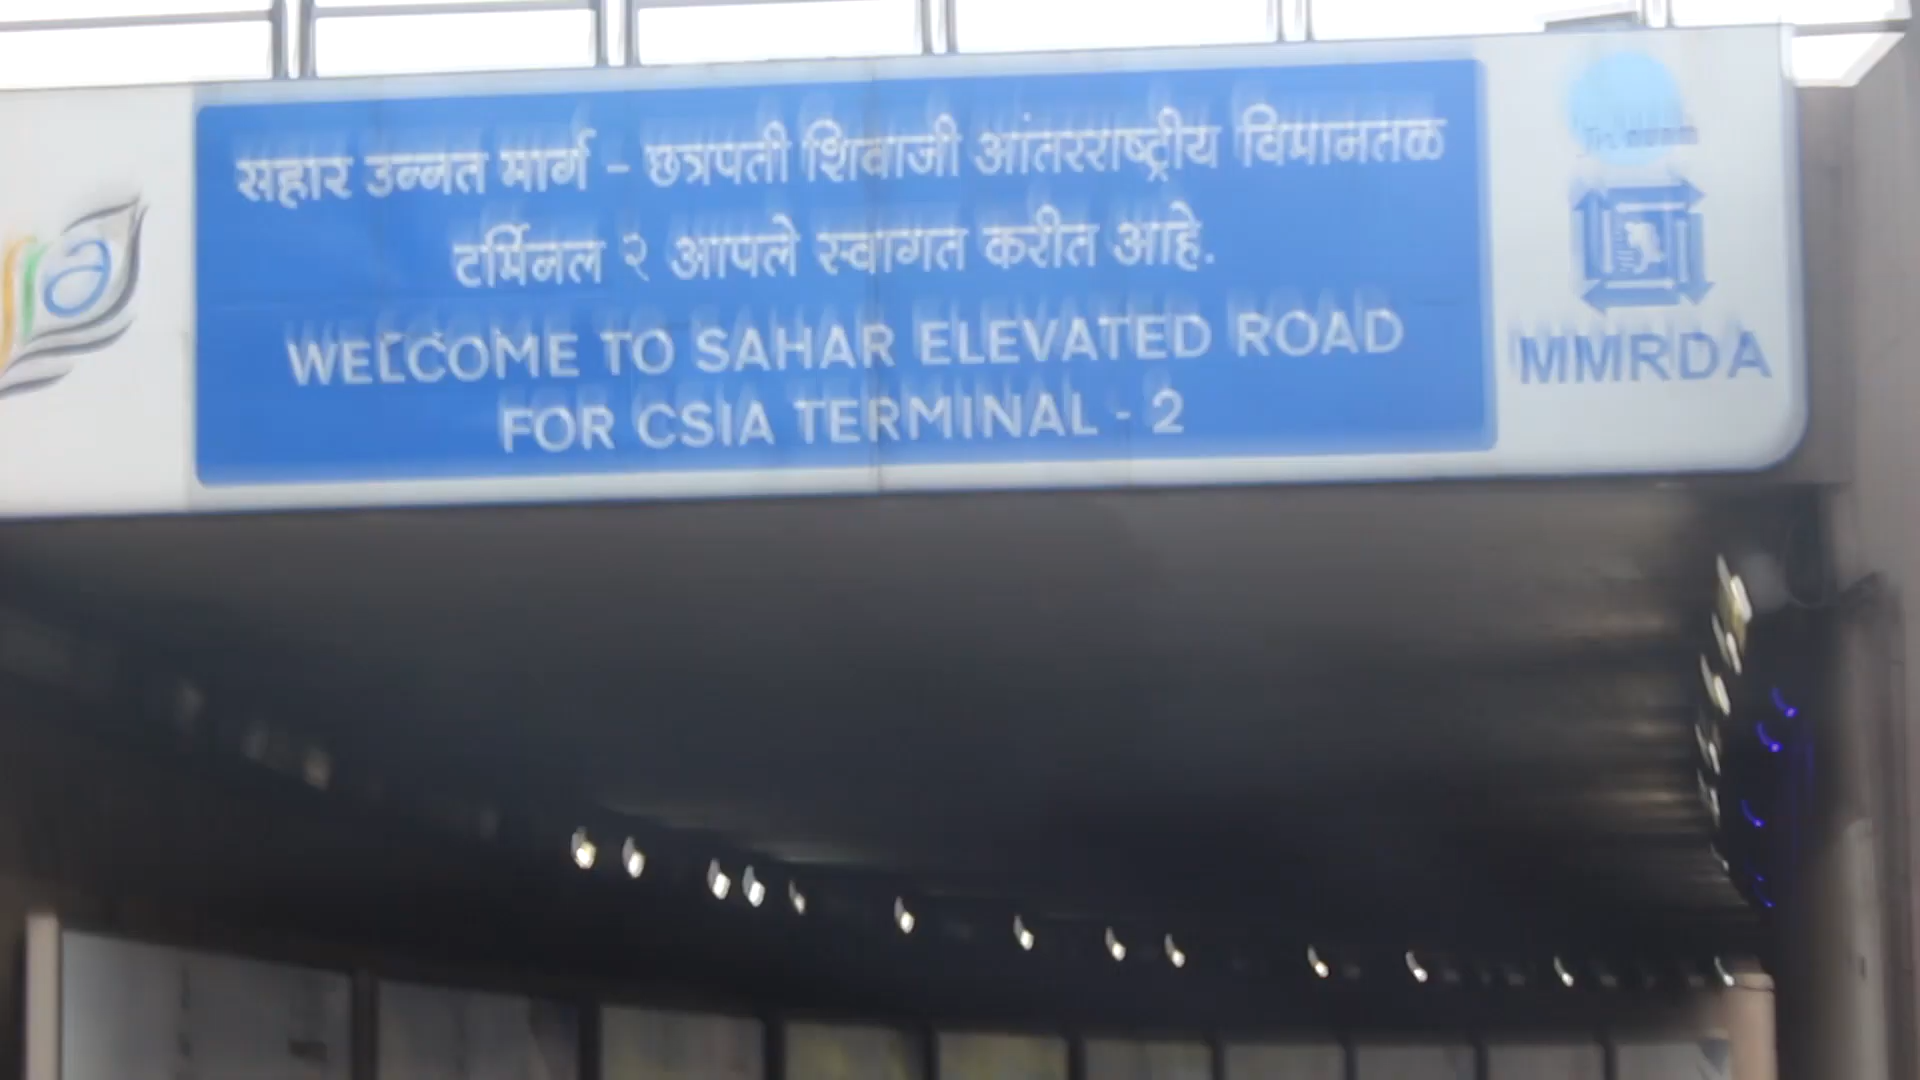 सहार उन्नत मार्ग - छत्रपती शिवाजी आंतरराष्ट्रीय विमानतळ
टर्मिनल २ आपले स्वागत करीत आहे.
WELCOME TO SAHAR ELEVATED ROAD
FOR CSIA TERMINAL - 2
MMRDA